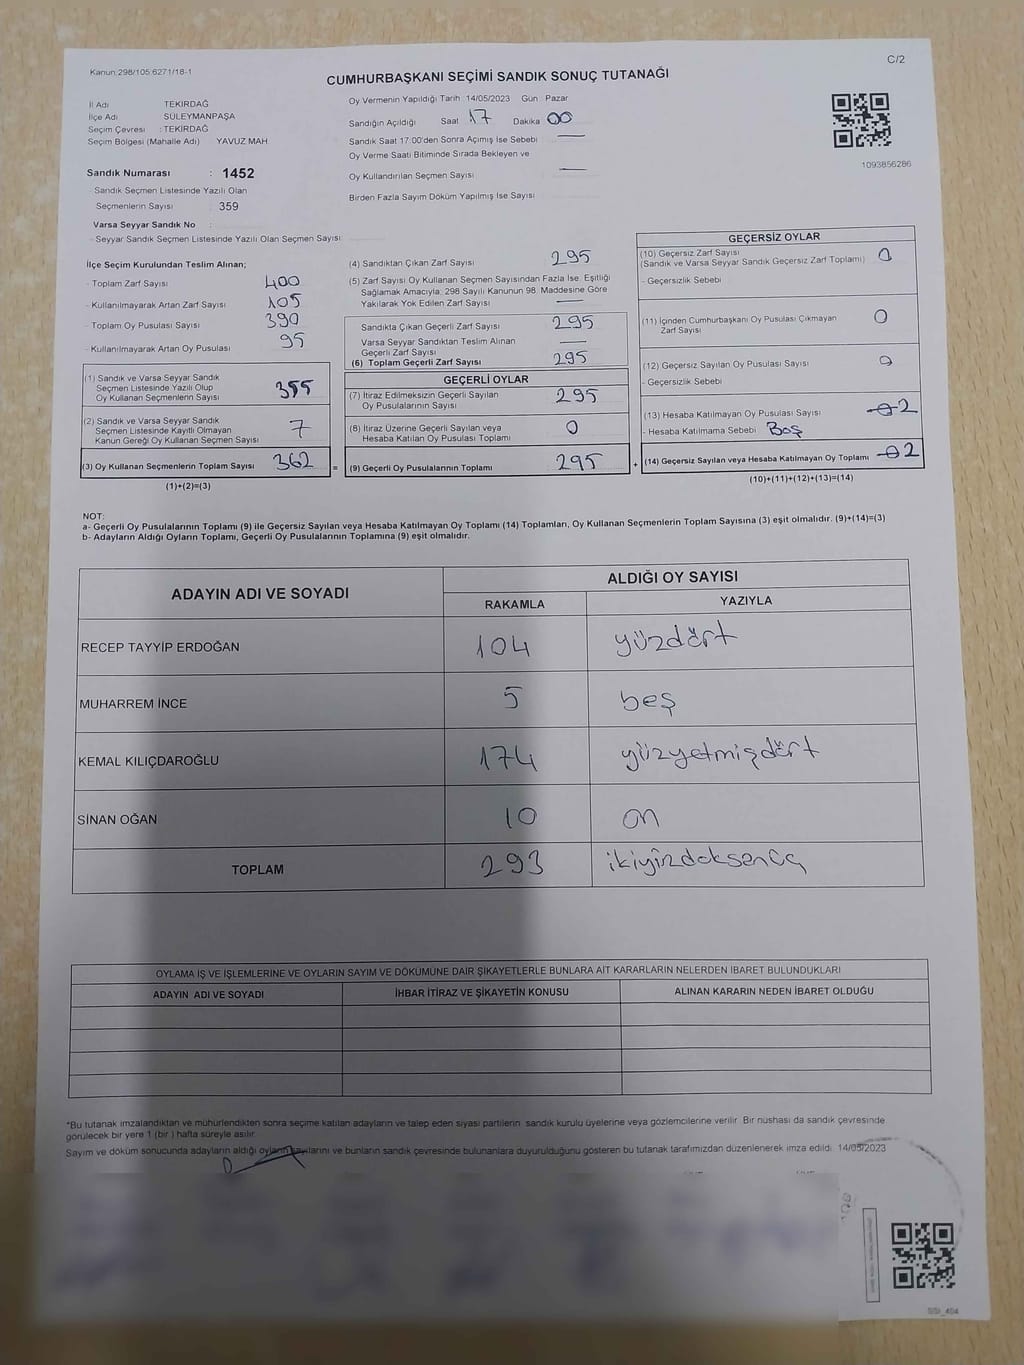 Kanun:298/105 6271/18-1
C/2
CUMHURBAŞKANI SEÇİMİ SANDIK SONUÇ TUTANAĞI
İl Adı TEKİRDAĞ
İlçe Adı SÜLEYMANPAŞA
Seçim Çevresi : TEKİRDAĞ
Seçim Bölgesi (Mahalle Adı) YAVUZ MAH
Oy Vermenin Yapıldığı Tarih 14/05/2023 Gün Pazar
Sandığın Açıldığı Saat 17 Dakika 00
Sandık Saat 17:00'den Sonra Açımış İse Sebebi —
Oy Verme Saati Bitiminde Sırada Bekleyen ve
Oy Kullandırılan Seçmen Sayısı —
Birden Fazla Sayım Döküm Yapılmış İse Sayısı
1093856286
Sandık Numarası : 1452
- Sandık Seçmen Listesinde Yazılı Olan
Seçmenlerin Sayısı : 359
Varsa Seyyar Sandık No
- Seyyar Sandık Seçmen Listesinde Yazılı Olan Seçmen Sayısı
İlçe Seçim Kurulundan Teslim Alınan;
- Toplam Zarf Sayısı 400
- Kullanılmayarak Artan Zarf Sayısı 105
- Toplam Oy Pusulası Sayısı 390
- Kullanılmayarak Artan Oy Pusulası 95
(1) Sandık ve Varsa Seyyar Sandık
Seçmen Listesinde Yazılı Olup
Oy Kullanan Seçmenlerin Sayısı 355
(2) Sandık ve Varsa Seyyar Sandık
Seçmen Listesinde Kayıtlı Olmayan
Kanun Gereği Oy Kullanan Seçmen Sayısı 7
(3) Oy Kullanan Seçmenlerin Toplam Sayısı 362
(1)+(2)=(3)
(4) Sandıktan Çıkan Zarf Sayısı 295
(5) Zarf Sayısı Oy Kullanan Seçmen Sayısından Fazla İse, Eşitliği
Sağlamak Amacıyla, 298 Sayılı Kanunun 98. Maddesine Göre
Yakılarak Yok Edilen Zarf Sayısı —
Sandıkta Çıkan Geçerli Zarf Sayısı 295
Varsa Seyyar Sandıktan Teslim Alınan
Geçerli Zarf Sayısı —
(6) Toplam Geçerli Zarf Sayısı 295
GEÇERLİ OYLAR
(7) İtiraz Edilmeksizin Geçerli Sayılan
Oy Pusulalarının Sayısı 295
(8) İtiraz Üzerine Geçerli Sayılan veya
Hesaba Katılan Oy Pusulası Toplamı 0
= (9) Geçerli Oy Pusulalarının Toplamı 295 +
GEÇERSİZ OYLAR
(10) Geçersiz Zarf Sayısı
(Sandık ve Varsa Seyyar Sandık Geçersiz Zarf Toplamı) 0
- Geçersizlik Sebebi
(11) İçinden Cumhurbaşkanı Oy Pusulası Çıkmayan
Zarf Sayısı 0
(12) Geçersiz Sayılan Oy Pusulası Sayısı 0
- Geçersizlik Sebebi
(13) Hesaba Katılmayan Oy Pusulası Sayısı 0 2
- Hesaba Katılmama Sebebi Boş
(14) Geçersiz Sayılan veya Hesaba Katılmayan Oy Toplamı 0 2
(10)+(11)+(12)+(13)=(14)
NOT:
a- Geçerli Oy Pusulalarının Toplamı (9) ile Geçersiz Sayılan veya Hesaba Katılmayan Oy Toplamı (14) Toplamları, Oy Kullanan Seçmenlerin Toplam Sayısına (3) eşit olmalıdır. (9)+(14)=(3)
b- Adayların Aldığı Oyların Toplamı, Geçerli Oy Pusulalarının Toplamına (9) eşit olmalıdır.
ADAYIN ADI VE SOYADI
ALDIĞI OY SAYISI
RAKAMLA YAZIYLA
RECEP TAYYİP ERDOĞAN 104 yüzdört
MUHARREM İNCE 5 beş
KEMAL KILIÇDAROĞLU 174 yüzyetmişdört
SİNAN OĞAN 10 on
TOPLAM 293 ikiyüzdoksenüç
OYLAMA İŞ VE İŞLEMLERİNE VE OYLARIN SAYIM VE DÖKÜMÜNE DAİR ŞİKAYETLERLE BUNLARA AİT KARARLARIN NELERDEN İBARET BULUNDUKLARI
ADAYIN ADI VE SOYADI İHBAR İTİRAZ VE ŞİKAYETİN KONUSU ALINAN KARARIN NEDEN İBARET OLDUĞU
*Bu tutanak imzalandıktan ve mühürlendikten sonra seçime katılan adayların ve talep eden siyasi partilerin sandık kurulu üyelerine veya gözlemcilerine verilir. Bir nüshası da sandık çevresinde
görülecek bir yere 1 (bir ) hafta süreyle asılır.
Sayım ve döküm sonucunda adayların aldığı oyların sayılarını ve bunların sandık çevresinde bulunanlara duyurulduğunu gösteren bu tutanak tarafımızdan düzenlenerek imza edildi. 14/05/2023
SSI_404